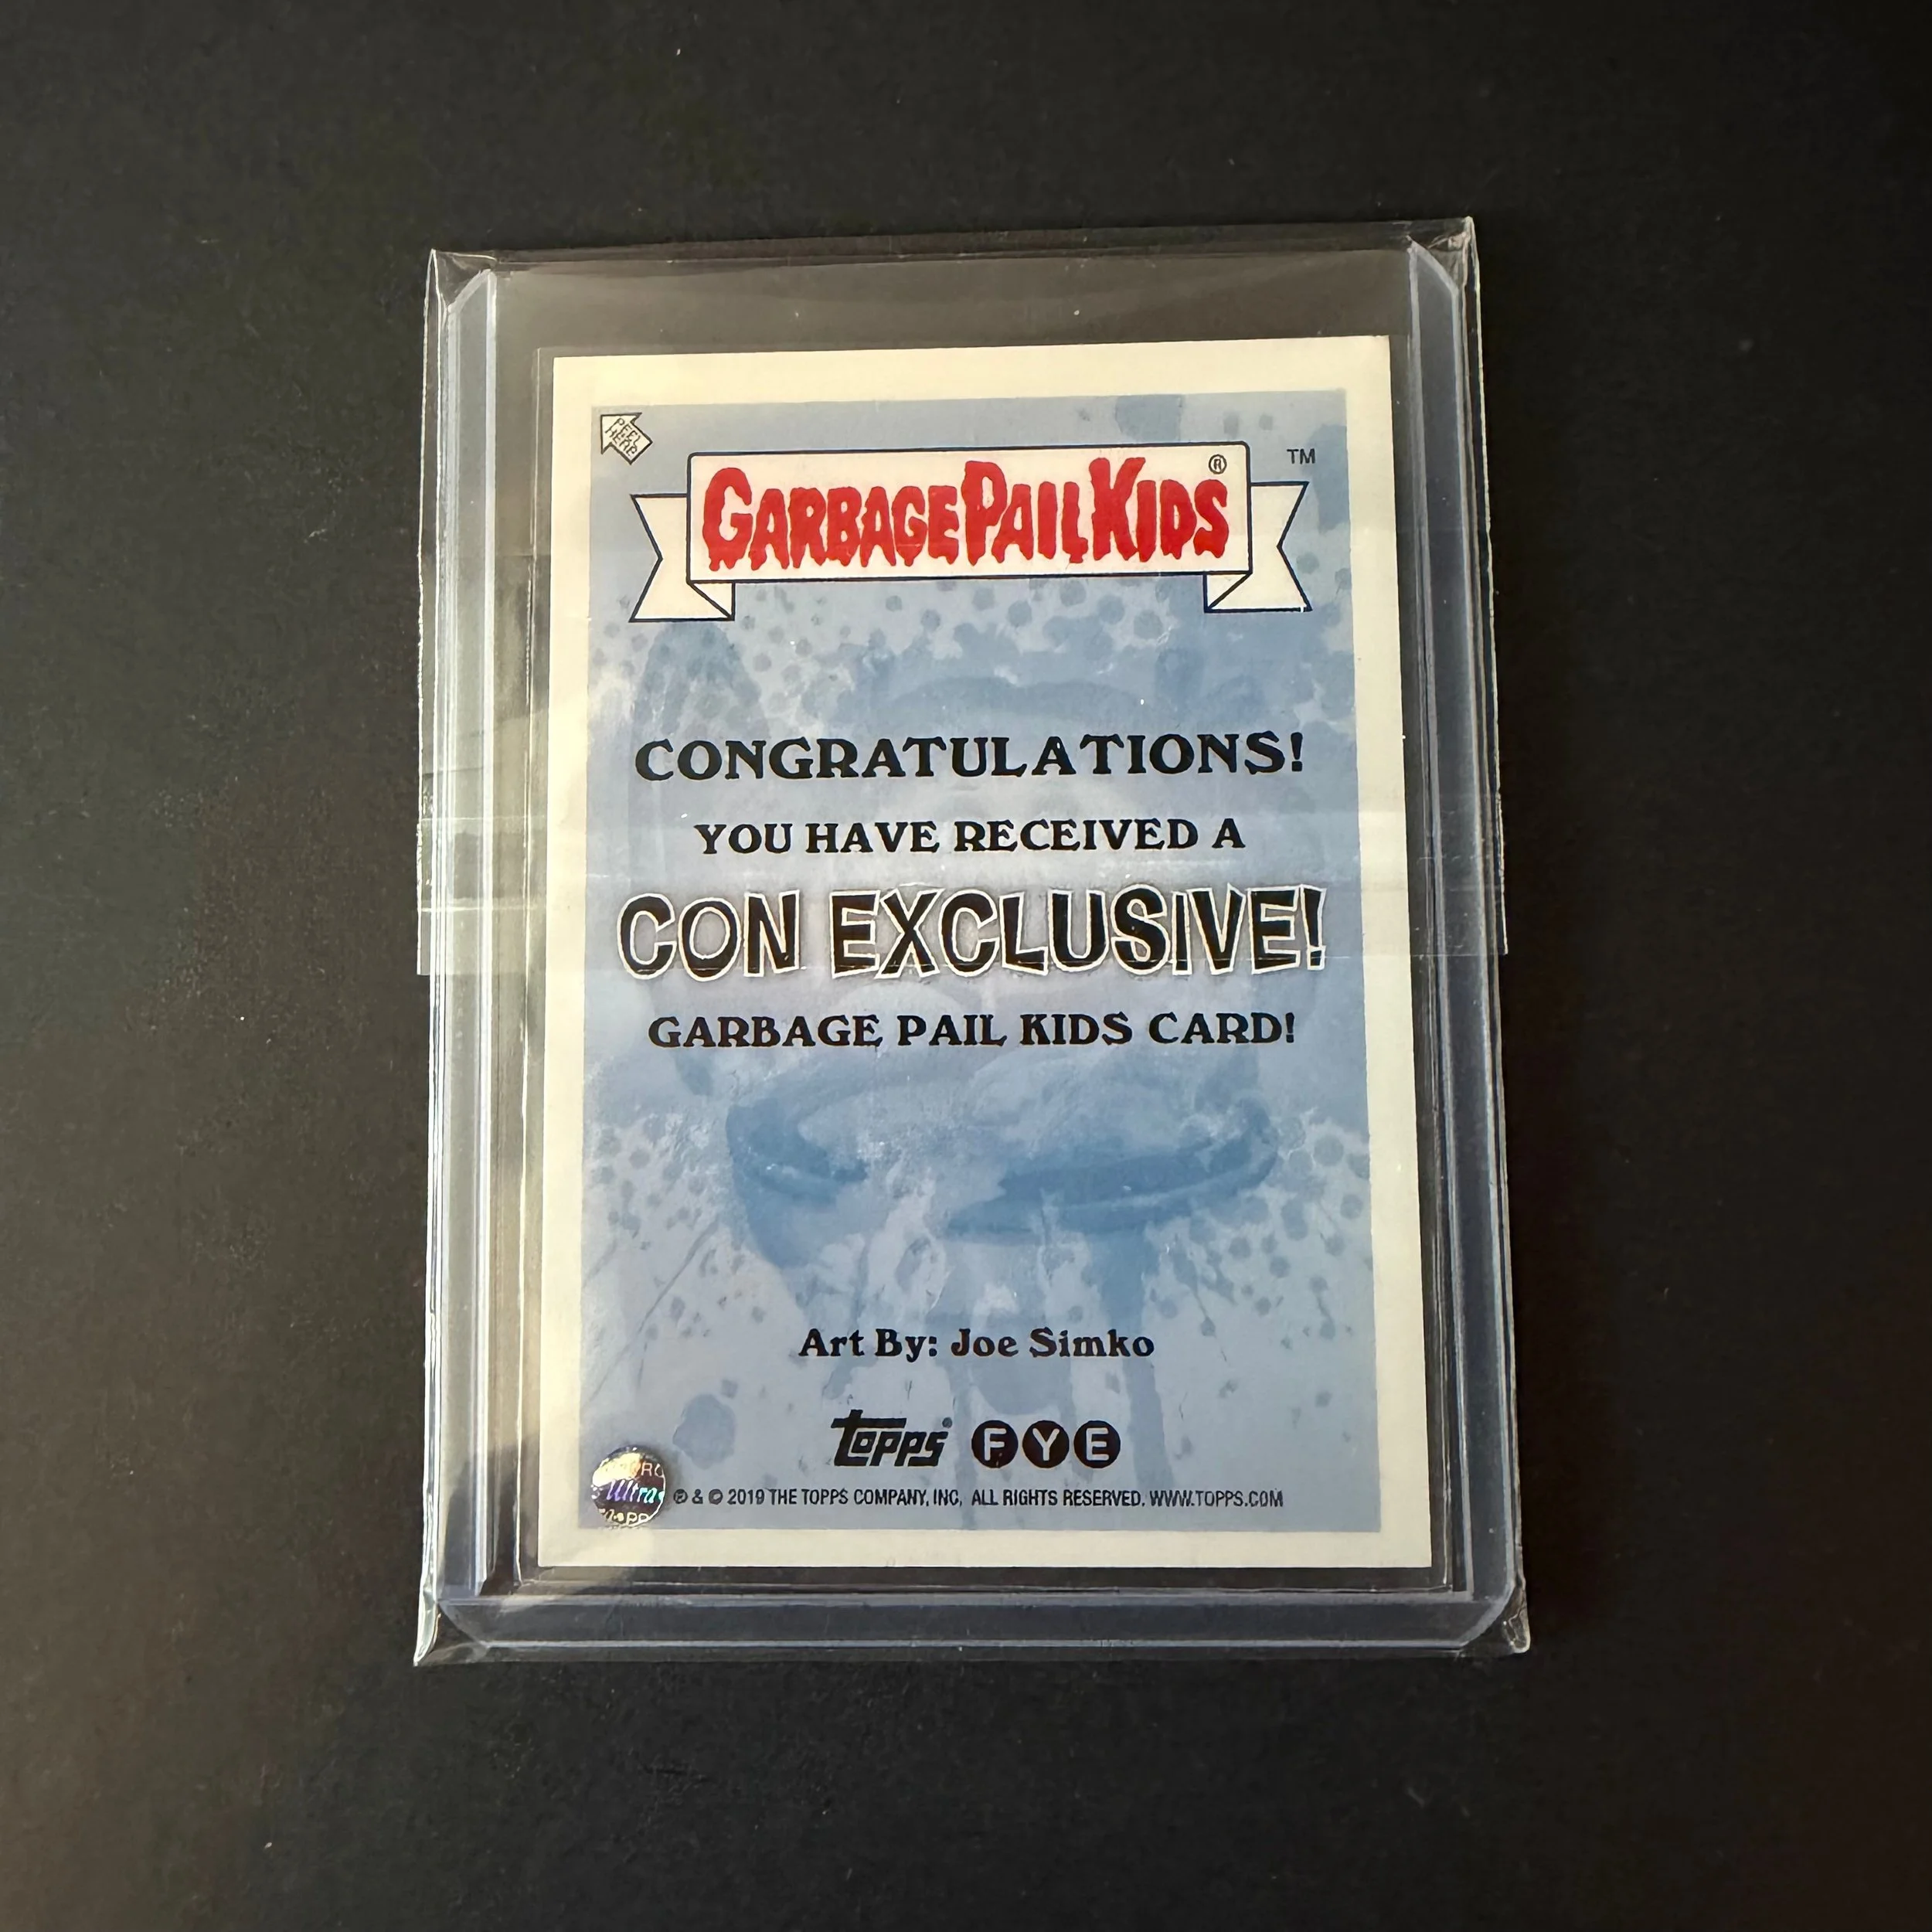 PEEL
HERE
GARBAGE PAIL KIDS ®
TM
CONGRATULATIONS!
YOU HAVE RECEIVED A
CON EXCLUSIVE!
GARBAGE PAIL KIDS CARD!
Art By: Joe Simko
Topps® FYE
Ultra
® & © 2019 THE TOPPS COMPANY, INC. ALL RIGHTS RESERVED. WWW.TOPPS.COM